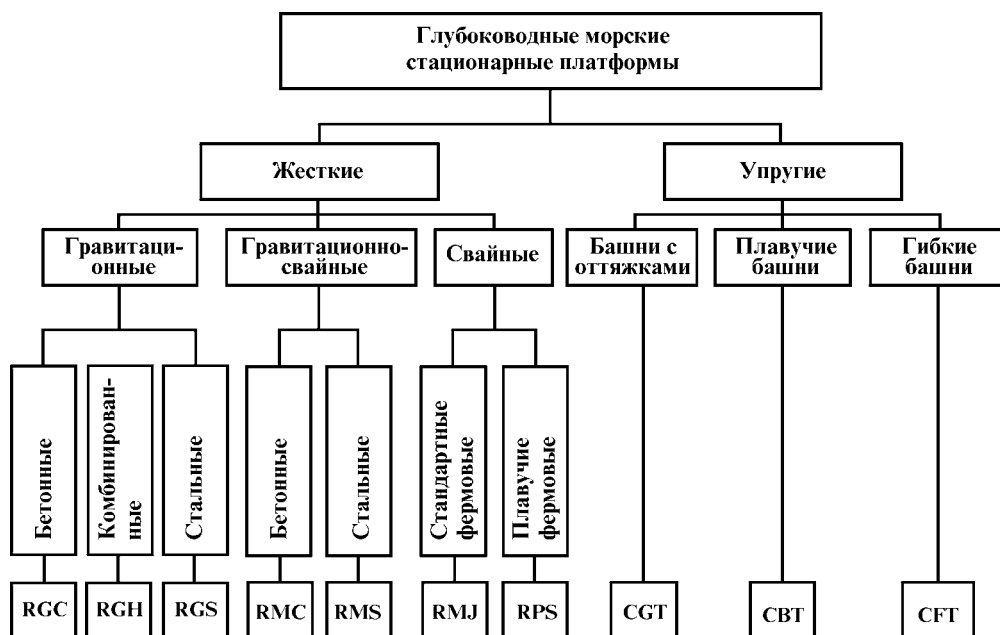 Глубоководные морские
стационарные платформы
Жесткие
Упругие
Гравитаци-
онные
Гравитационно-
свайные
Свайные
Башни с
оттяжками
Плавучие
башни
Гибкие
башни
Бетонные
Комбинирован-
ные
Стальные
Бетонные
Стальные
Стандартные
фермовые
Плавучие
фермовые
RGC
RGH
RGS
RMC
RMS
RMJ
RPS
CGT
CBT
CFT